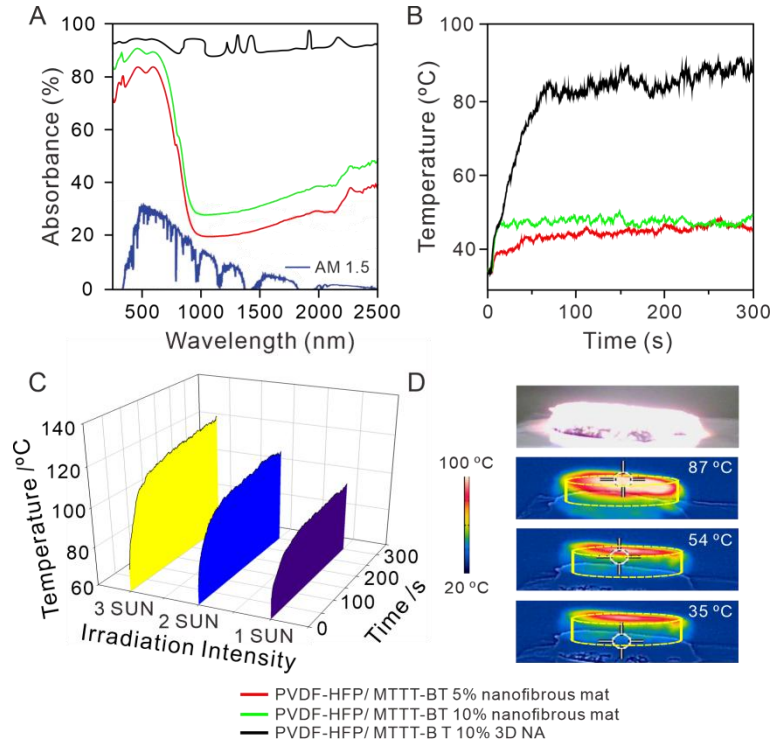 A
Absorbance (%)
100
80
60
40
20
0
AM 1.5
500 1000 1500 2000 2500
Wavelength (nm)
B
Temperature (ºC)
100
80
60
40
0 100 200 300
Time (s)
C
Temperature /ºC
140
120
100
80
60
3 SUN
2 SUN
1 SUN
Irradiation Intensity
0
100
200
300
Time /s
D
100 ºC
20 ºC
87 ºC
54 ºC
35 ºC
PVDF-HFP/ MTTT-BT 5% nanofibrous mat
PVDF-HFP/ MTTT-BT 10% nanofibrous mat
PVDF-HFP/ MTTT-B T 10% 3D NA